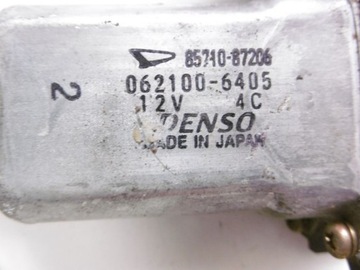 85710-87206
062100-6405
12V 4C
DENSO
MADE IN JAPAN
2